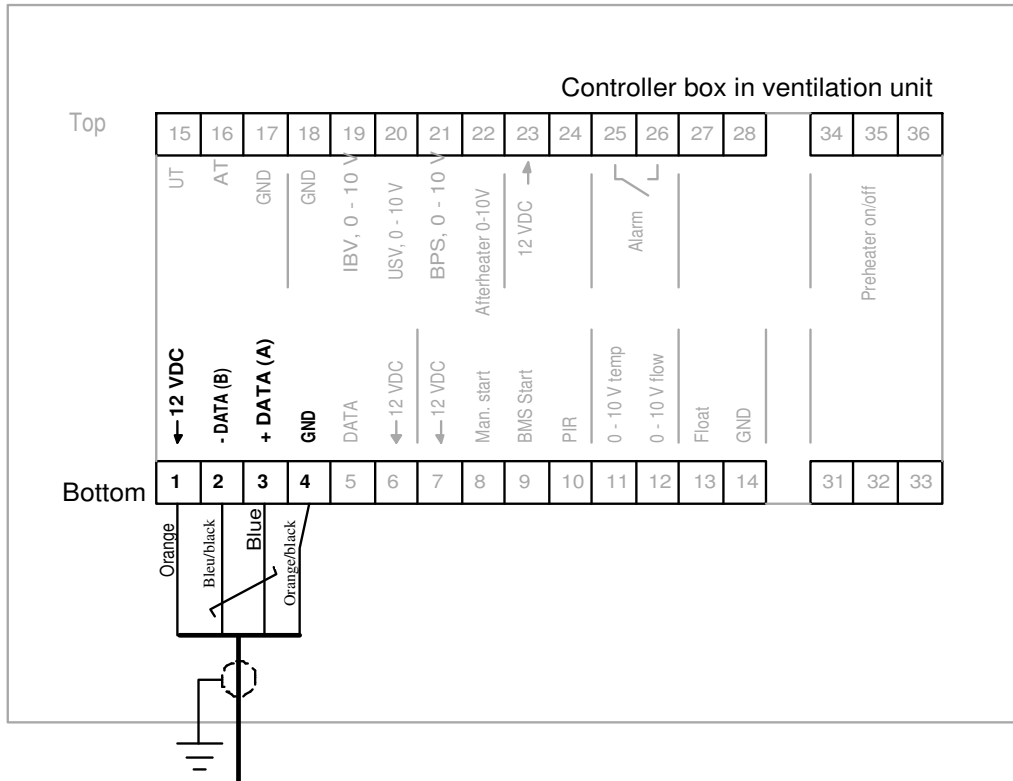 Controller box in ventilation unit
Top
15 16 17 18 19 20 21 22 23 24 25 26 27 28 34 35 36
UT
AT
GND
GND
IBV, 0 - 10 V
USV, 0 - 10 V
BPS, 0 - 10 V
Afterheater 0-10V
12 VDC
Alarm
Preheater on/off
12 VDC
- DATA (B)
+ DATA (A)
GND
DATA
12 VDC
12 VDC
Man. start
BMS Start
PIR
0 - 10 V temp
0 - 10 V flow
Float
GND
Bottom
1 2 3 4 5 6 7 8 9 10 11 12 13 14 31 32 33
Orange
Bleu/black
Blue
Orange/black